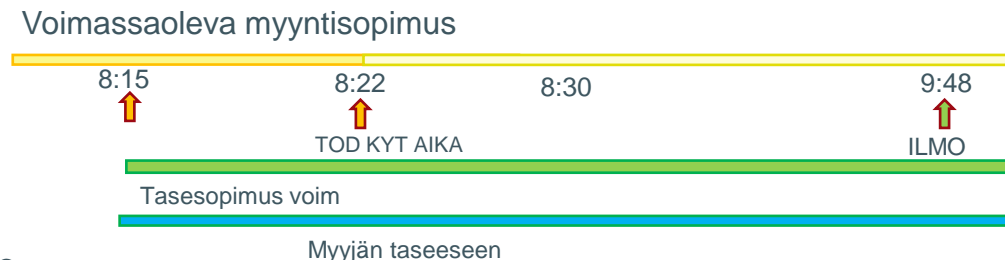 Voimassaoleva myyntisopimus
8:15 8:22 8:30 9:48
TOD KYT AIKA ILMO
Tasesopimus voim
Myyjän taseeseen